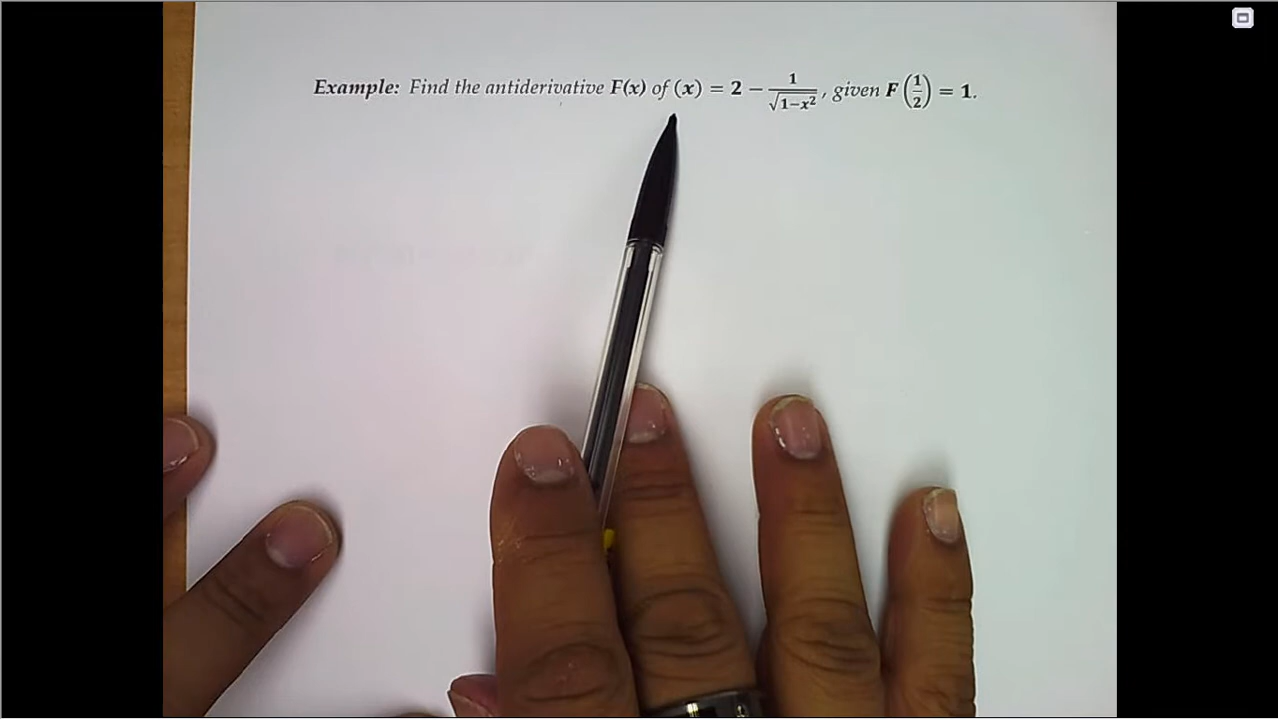 Example: Find the antiderivative F(x) of (x) = 2 − 1/√(1−x²), given F(1/2) = 1.